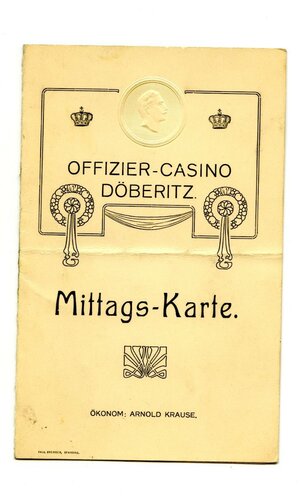 OFFIZIER-CASINO
DÖBERITZ.
Mittags-Karte.
ÖKONOM: ARNOLD KRAUSE.